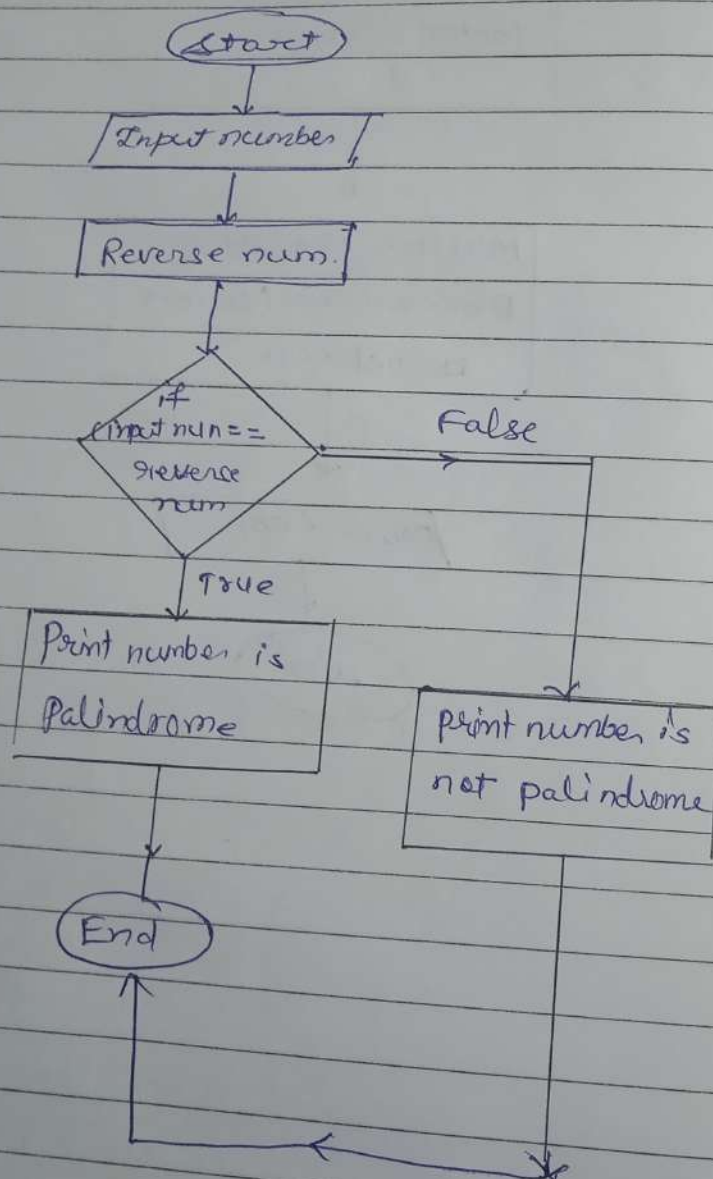 Start
Input number
Reverse num.
if
(input num==
reverse
num
False
True
Print number is
Palindrome
print number is
not palindrome
End